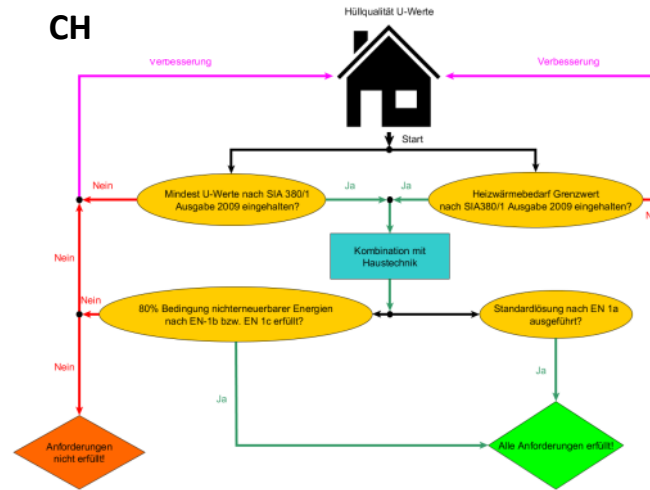 CH
Hüllqualität U-Werte
Verbesserung
Verbesserung
Start
Nein
Mindest U-Werte nach SIA 380/1
Ausgabe 2009 eingehalten?
Ja
Ja
Heizwärmebedarf Grenzwert
nach SIA380/1 Ausgabe 2009 eingehalten?
Kombination mit
Haustechnik
Nein
Nein
80% Bedingung nichterneuerbarer Energien
nach EN-1b bzw. EN 1c erfüllt?
Standardlösung nach EN 1a
ausgeführt?
Nein
Ja
Ja
Anforderungen
nicht erfüllt!
Alle Anforderungen erfüllt!